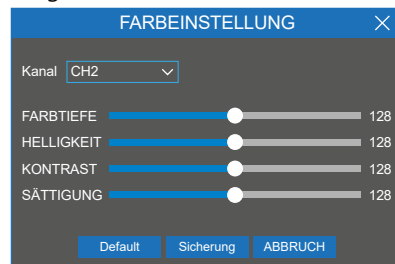 FARBEINSTELLUNG
Kanal CH2
FARBTIEFE 128
HELLIGKEIT 128
KONTRAST 128
SÄTTIGUNG 128
Default Sicherung ABBRUCH